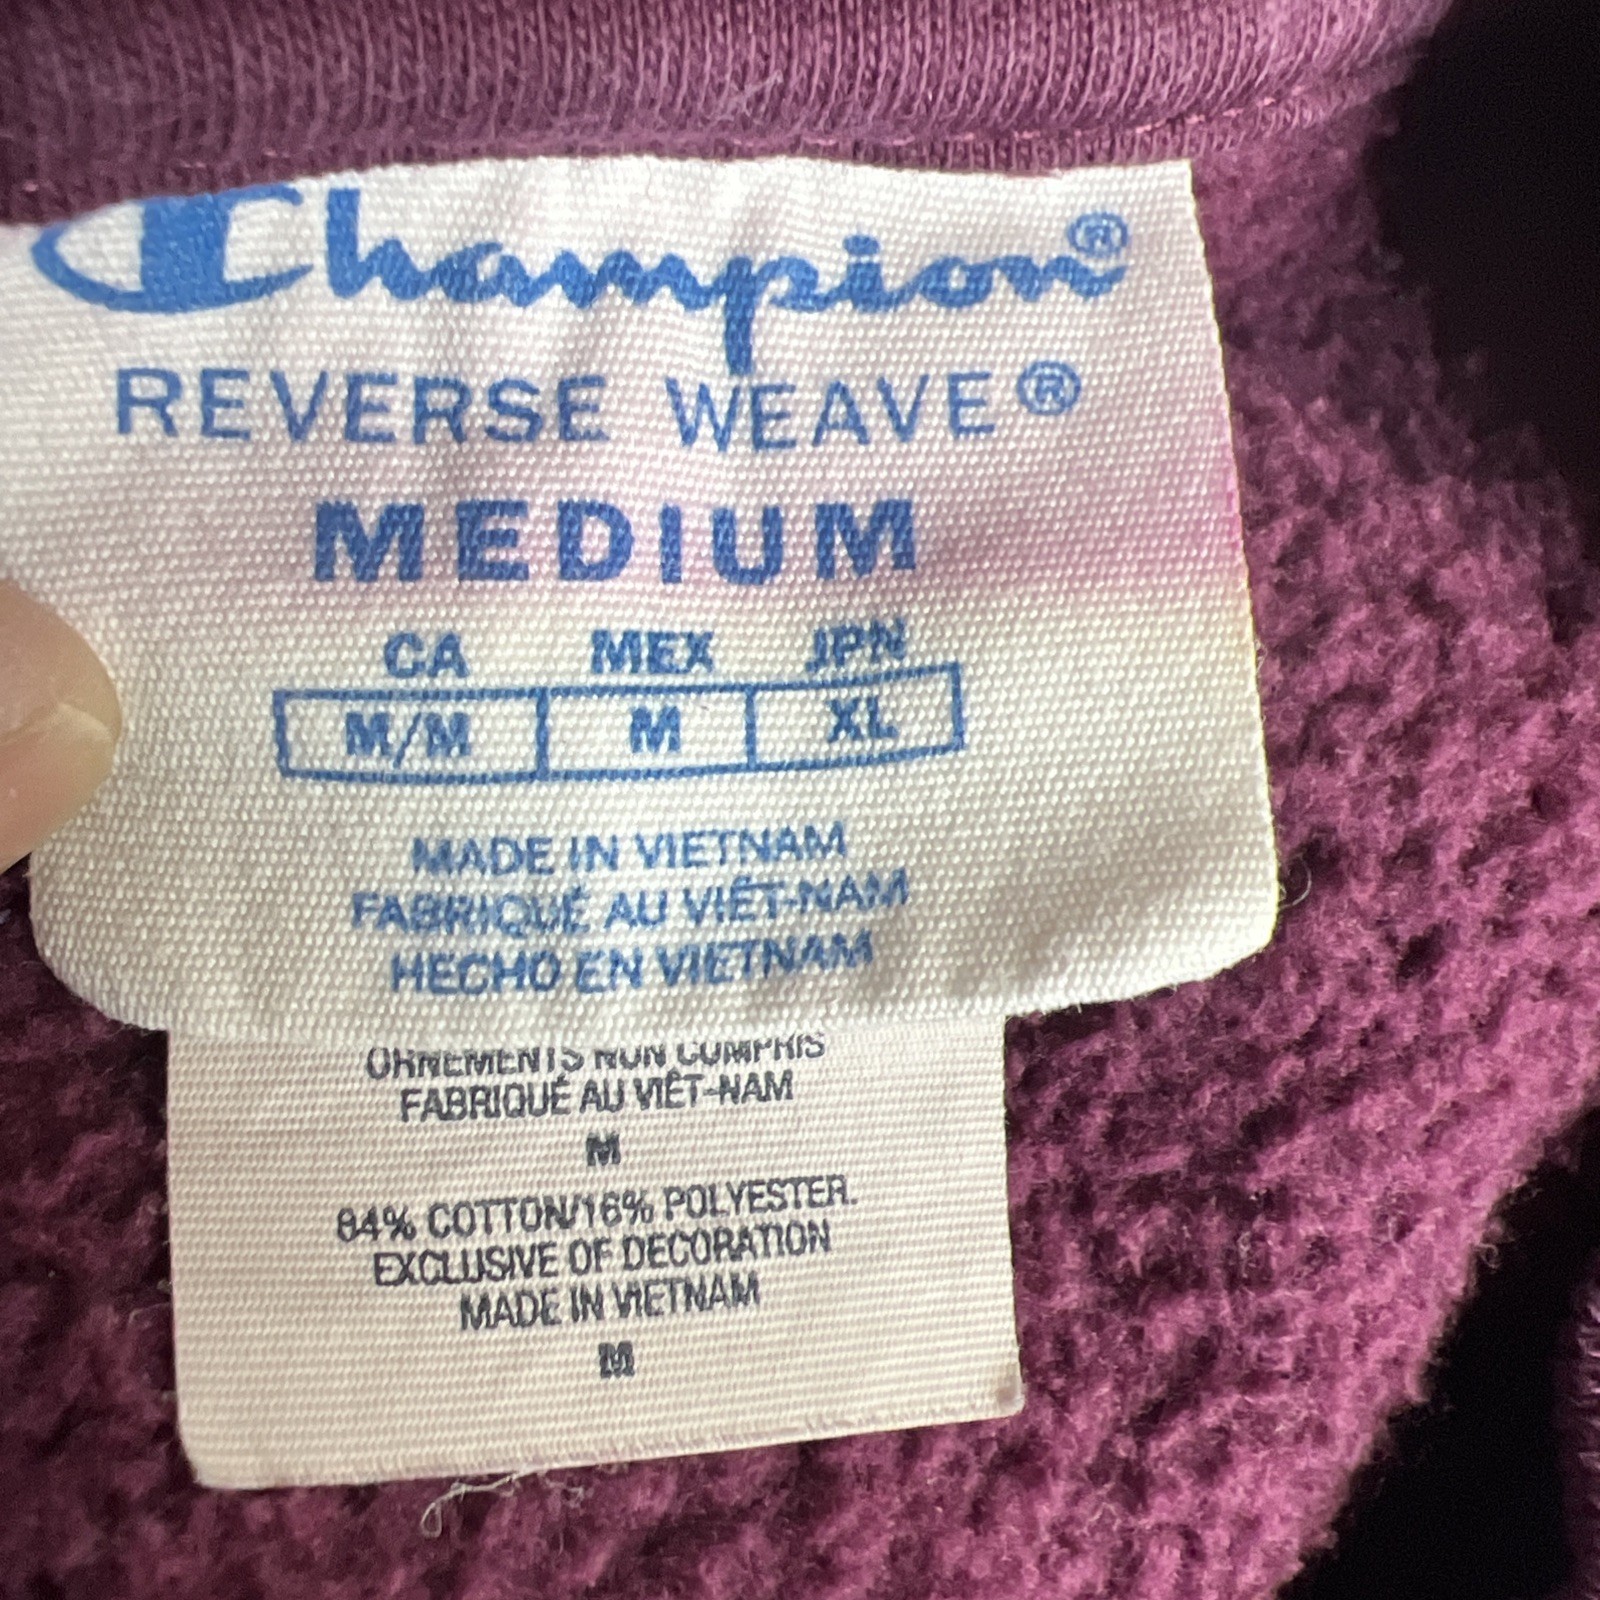 Champion®
REVERSE WEAVE®
MEDIUM
CA MEX JPN
M/M M XL
MADE IN VIETNAM
FABRIQUÉ AU VIÊT-NAM
HECHO EN VIETNAM
ORNEMENTS NON COMPRIS
FABRIQUÉ AU VIÊT-NAM
M
84% COTTON/16% POLYESTER.
EXCLUSIVE OF DECORATION
MADE IN VIETNAM
M